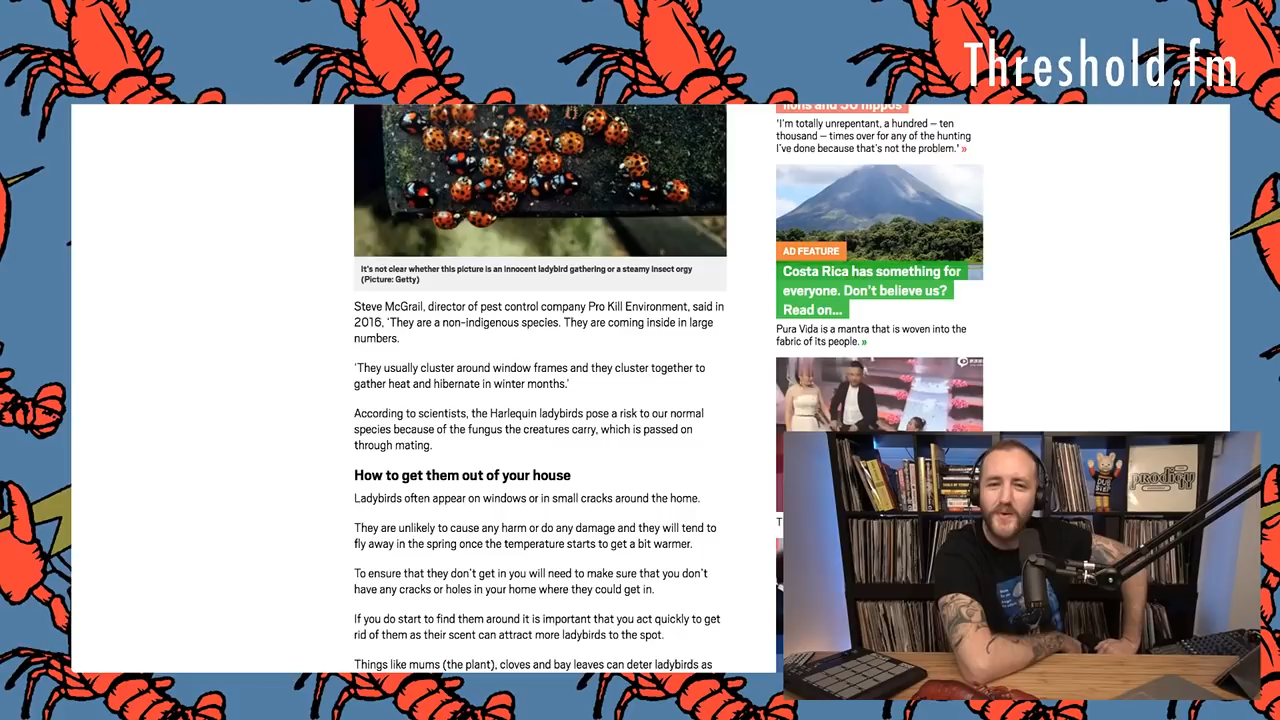 Threshold.fm
It's not clear whether this picture is an innocent ladybird gathering or a steamy insect orgy
(Picture: Getty)
Steve McGrail, director of pest control company Pro Kill Environment, said in
2016, 'They are a non-indigenous species. They are coming inside in large
numbers.
'They usually cluster around window frames and they cluster together to
gather heat and hibernate in winter months.'
According to scientists, the Harlequin ladybirds pose a risk to our normal
species because of the fungus the creatures carry, which is passed on
through mating.
How to get them out of your house
Ladybirds often appear on windows or in small cracks around the home.
They are unlikely to cause any harm or do any damage and they will tend to
fly away in the spring once the temperature starts to get a bit warmer.
To ensure that they don't get in you will need to make sure that you don't
have any cracks or holes in your home where they could get in.
If you do start to find them around it is important that you act quickly to get
rid of them as their scent can attract more ladybirds to the spot.
Things like mums (the plant), cloves and bay leaves can deter ladybirds as
lions and 50 hippos
'I'm totally unrepentant, a hundred – ten
thousand – times over for any of the hunting
I've done because that's not the problem.' »
AD FEATURE
Costa Rica has something for
everyone. Don't believe us?
Read on...
Pura Vida is a mantra that is woven into the
fabric of its people. »
T
DUB
STEP
prodigy